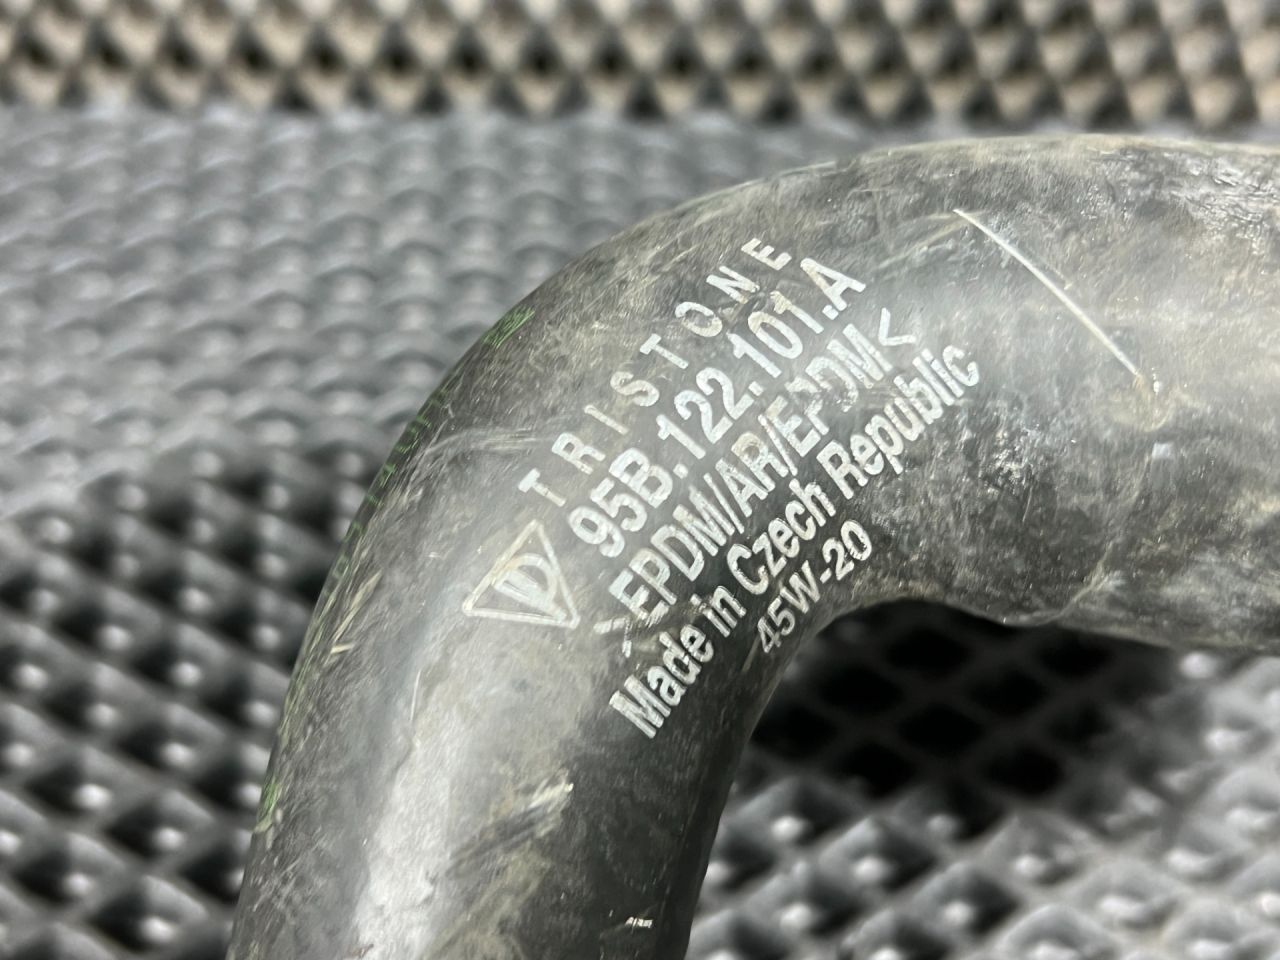 TRISTONE
95B.122.101.A
>EPDM/AR/EPDM<
Made in Czech Republic
45W-20